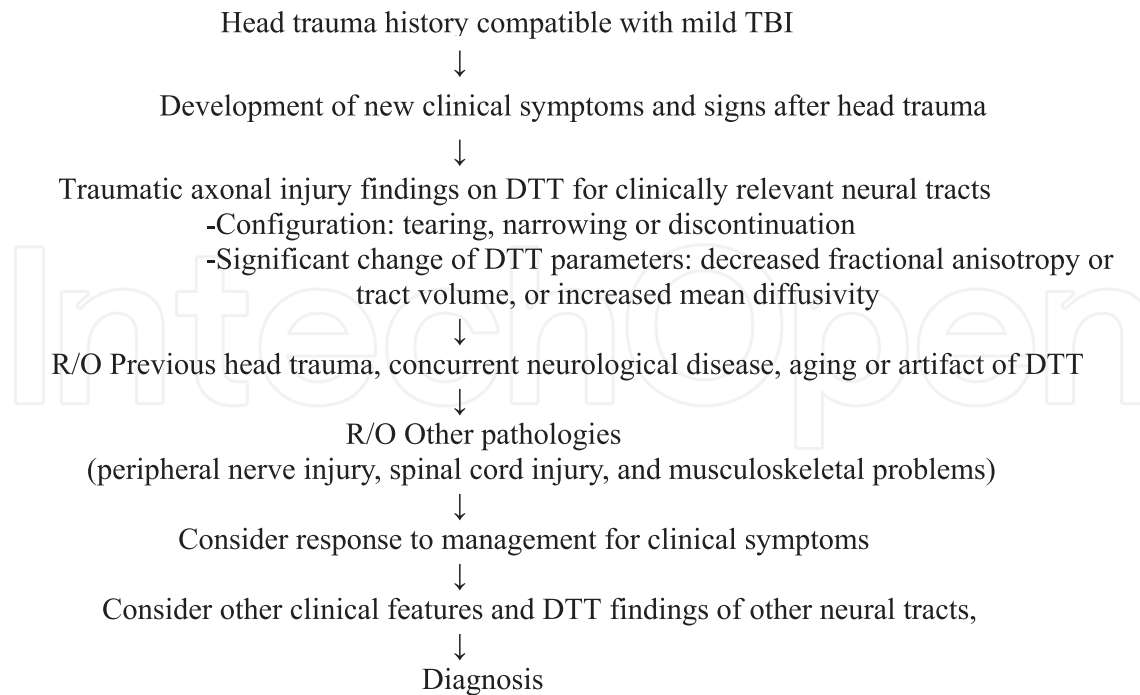 Head trauma history compatible with mild TBI
↓
Development of new clinical symptoms and signs after head trauma
↓
Traumatic axonal injury findings on DTT for clinically relevant neural tracts
-Configuration: tearing, narrowing or discontinuation
-Significant change of DTT parameters: decreased fractional anisotropy or
tract volume, or increased mean diffusivity
↓
IntechOpen
R/O Previous head trauma, concurrent neurological disease, aging or artifact of DTT
↓
R/O Other pathologies
(peripheral nerve injury, spinal cord injury, and musculoskeletal problems)
↓
Consider response to management for clinical symptoms
↓
Consider other clinical features and DTT findings of other neural tracts,
↓
Diagnosis